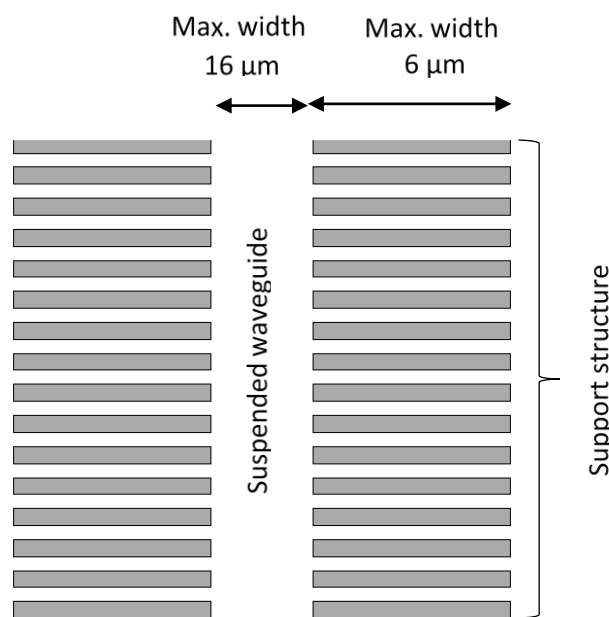 Max. width
16 μm
Max. width
6 μm
Suspended waveguide
Support structure